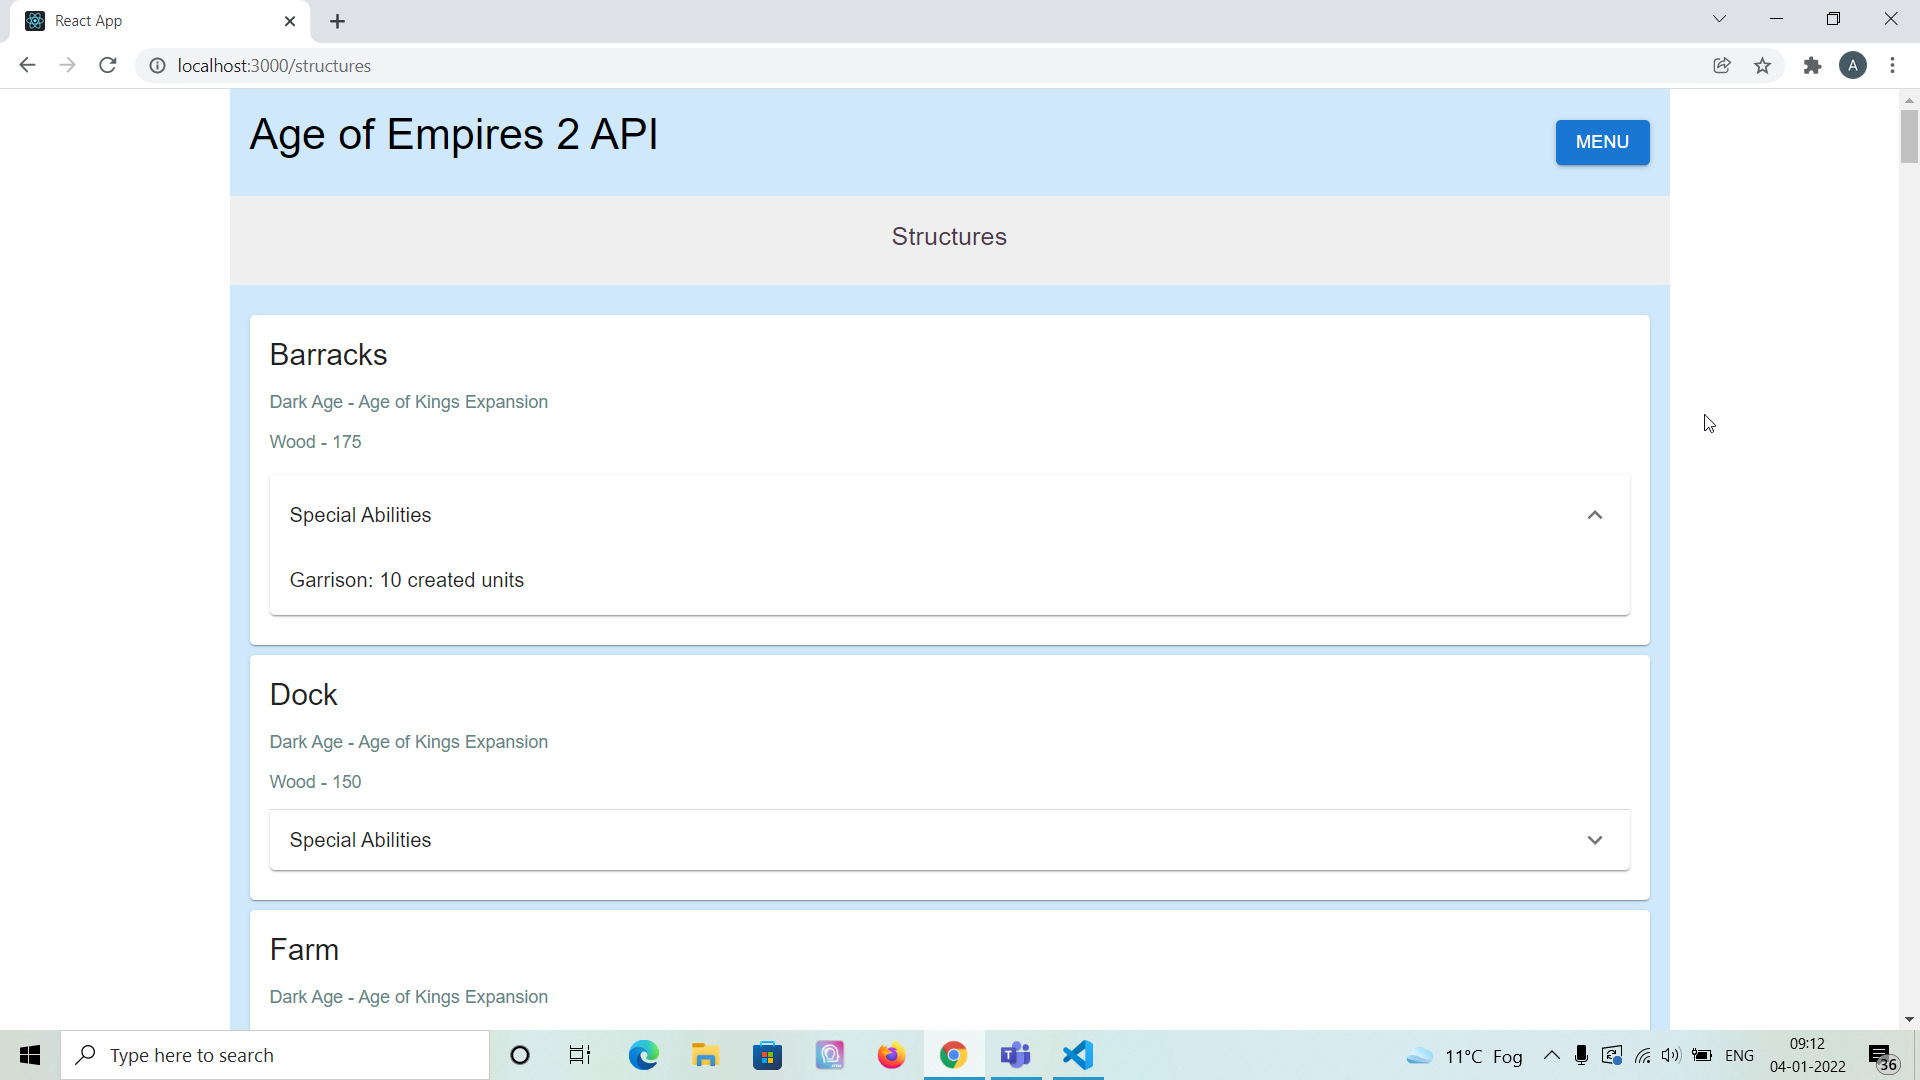 React App
localhost:3000/structures
A
Age of Empires 2 API
MENU
Structures
Barracks
Dark Age - Age of Kings Expansion
Wood - 175
Special Abilities
Garrison: 10 created units
Dock
Dark Age - Age of Kings Expansion
Wood - 150
Special Abilities
Farm
Dark Age - Age of Kings Expansion
Type here to search
11°C Fog
ENG
09:12
04-01-2022
36